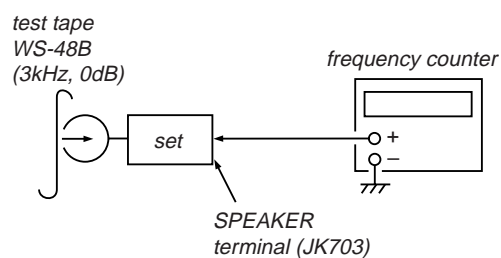 test tape
WS-48B
(3kHz, 0dB)
frequency counter
set
+
–
SPEAKER
terminal (JK703)